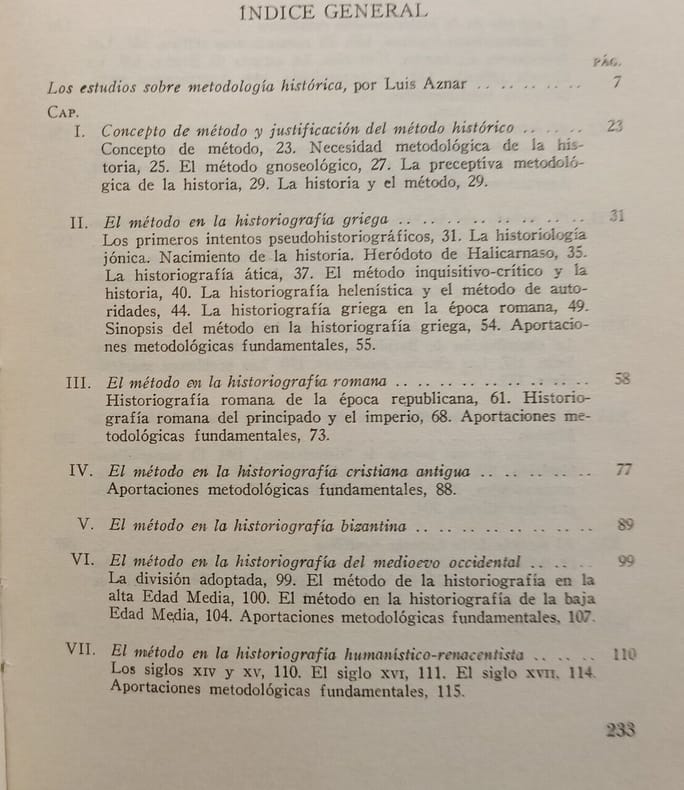 ÍNDICE GENERAL
PÁG.
Los estudios sobre metodología histórica, por Luis Aznar .. .. .. .. 7
CAP.
I. Concepto de método y justificación del método histórico .. .. .. 23
Concepto de método, 23. Necesidad metodológica de la his-
toria, 25. El método gnoseológico, 27. La preceptiva metodoló-
gica de la historia, 29. La historia y el método, 29.
II. El método en la historiografía griega .. .. .. .. .. .. .. .. .. 31
Los primeros intentos pseudohistoriográficos, 31. La historiología
jónica. Nacimiento de la historia. Heródoto de Halicarnaso, 35.
La historiografía ática, 37. El método inquisitivo-crítico y la
historia, 40. La historiografía helenística y el método de auto-
ridades, 44. La historiografía griega en la época romana, 49.
Sinopsis del método en la historiografía griega, 54. Aportacio-
nes metodológicas fundamentales, 55.
III. El método en la historiografía romana .. .. .. .. .. .. .. .. .. 58
Historiografía romana de la época republicana, 61. Historio-
grafía romana del principado y el imperio, 68. Aportaciones me-
todológicas fundamentales, 73.
IV. El método en la historiografía cristiana antigua .. .. .. .. .. 77
Aportaciones metodológicas fundamentales, 88.
V. El método en la historiografía bizantina .. .. .. .. .. .. .. .. 89
VI. El método en la historiografía del medioevo occidental .. .. .. 99
La división adoptada, 99. El método de la historiografía en la
alta Edad Media, 100. El método en la historiografía de la baja
Edad Media, 104. Aportaciones metodológicas fundamentales, 107.
VII. El método en la historiografía humanístico-renacentista .. .. .. 110
Los siglos XIV y XV, 110. El siglo XVI, 111. El siglo XVII, 114.
Aportaciones metodológicas fundamentales, 115.
233